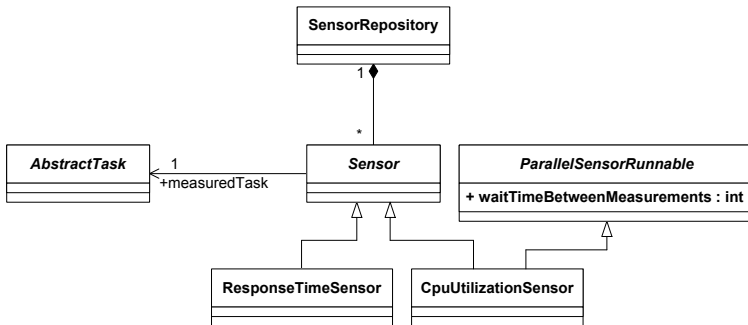 SensorRepository
1
*
AbstractTask
1
+measuredTask
Sensor
ParallelSensorRunnable
+ waitTimeBetweenMeasurements : int
ResponseTimeSensor
CpuUtilizationSensor